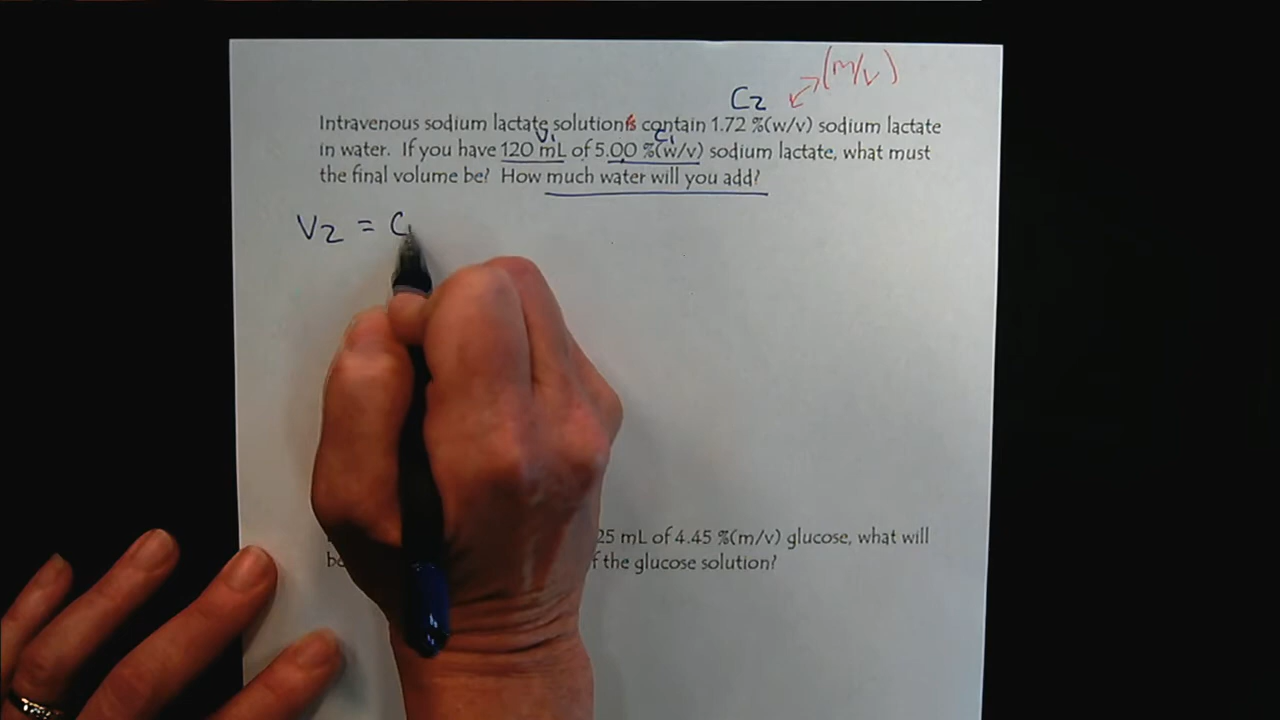 (m/v)
C2
Intravenous sodium lactate solutions contain 1.72 %(w/v) sodium lactate
V1 C1
in water. If you have 120 mL of 5.00 %(w/v) sodium lactate, what must
the final volume be? How much water will you add?
V2 = C
25 mL of 4.45 %(m/v) glucose, what will
be
f the glucose solution?